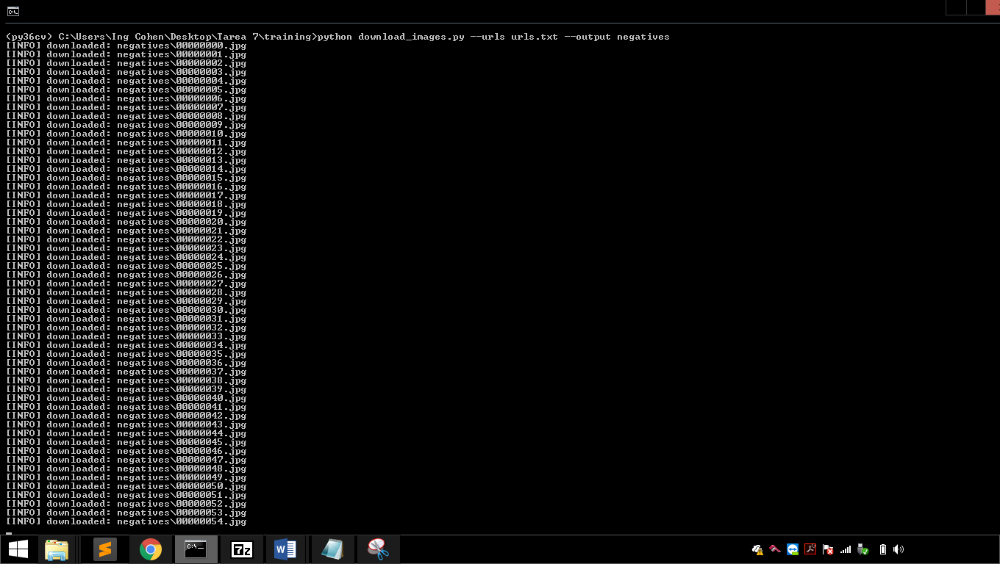 C:\.
(py36cv) C:\Users\Ing Cohen\Desktop\Tarea 7\training>python download_images.py --urls urls.txt --output negatives
[INFO] downloaded: negatives\00000000.jpg
[INFO] downloaded: negatives\00000001.jpg
[INFO] downloaded: negatives\00000002.jpg
[INFO] downloaded: negatives\00000003.jpg
[INFO] downloaded: negatives\00000004.jpg
[INFO] downloaded: negatives\00000005.jpg
[INFO] downloaded: negatives\00000006.jpg
[INFO] downloaded: negatives\00000007.jpg
[INFO] downloaded: negatives\00000008.jpg
[INFO] downloaded: negatives\00000009.jpg
[INFO] downloaded: negatives\00000010.jpg
[INFO] downloaded: negatives\00000011.jpg
[INFO] downloaded: negatives\00000012.jpg
[INFO] downloaded: negatives\00000013.jpg
[INFO] downloaded: negatives\00000014.jpg
[INFO] downloaded: negatives\00000015.jpg
[INFO] downloaded: negatives\00000016.jpg
[INFO] downloaded: negatives\00000017.jpg
[INFO] downloaded: negatives\00000018.jpg
[INFO] downloaded: negatives\00000019.jpg
[INFO] downloaded: negatives\00000020.jpg
[INFO] downloaded: negatives\00000021.jpg
[INFO] downloaded: negatives\00000022.jpg
[INFO] downloaded: negatives\00000023.jpg
[INFO] downloaded: negatives\00000024.jpg
[INFO] downloaded: negatives\00000025.jpg
[INFO] downloaded: negatives\00000026.jpg
[INFO] downloaded: negatives\00000027.jpg
[INFO] downloaded: negatives\00000028.jpg
[INFO] downloaded: negatives\00000029.jpg
[INFO] downloaded: negatives\00000030.jpg
[INFO] downloaded: negatives\00000031.jpg
[INFO] downloaded: negatives\00000032.jpg
[INFO] downloaded: negatives\00000033.jpg
[INFO] downloaded: negatives\00000034.jpg
[INFO] downloaded: negatives\00000035.jpg
[INFO] downloaded: negatives\00000036.jpg
[INFO] downloaded: negatives\00000037.jpg
[INFO] downloaded: negatives\00000038.jpg
[INFO] downloaded: negatives\00000039.jpg
[INFO] downloaded: negatives\00000040.jpg
[INFO] downloaded: negatives\00000041.jpg
[INFO] downloaded: negatives\00000042.jpg
[INFO] downloaded: negatives\00000043.jpg
[INFO] downloaded: negatives\00000044.jpg
[INFO] downloaded: negatives\00000045.jpg
[INFO] downloaded: negatives\00000046.jpg
[INFO] downloaded: negatives\00000047.jpg
[INFO] downloaded: negatives\00000048.jpg
[INFO] downloaded: negatives\00000049.jpg
[INFO] downloaded: negatives\00000050.jpg
[INFO] downloaded: negatives\00000051.jpg
[INFO] downloaded: negatives\00000052.jpg
[INFO] downloaded: negatives\00000053.jpg
[INFO] downloaded: negatives\00000054.jpg
C:\. 7z W